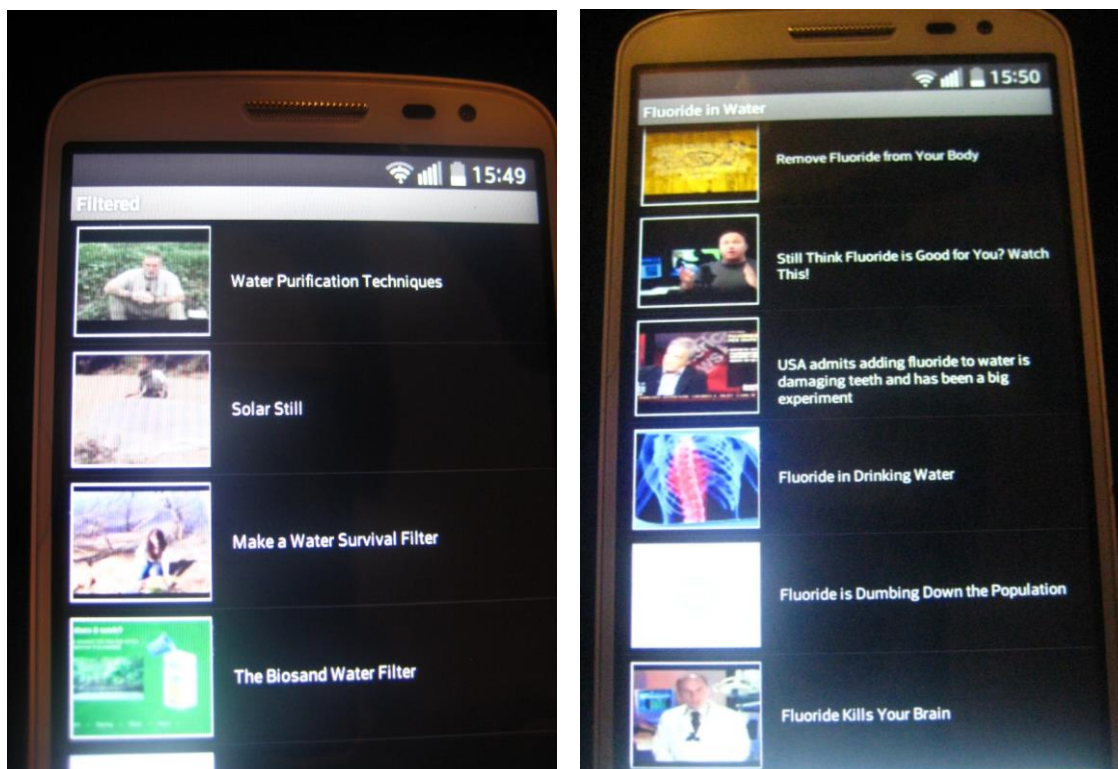 15:49
Filtered
Water Purification Techniques
Solar Still
Make a Water Survival Filter
The Biosand Water Filter
15:50
Fluoride in Water
Remove Fluoride from Your Body
Still Think Fluoride is Good for You? Watch
This!
USA admits adding fluoride to water is
damaging teeth and has been a big
experiment
Fluoride in Drinking Water
Fluoride is Dumbing Down the Population
Fluoride Kills Your Brain